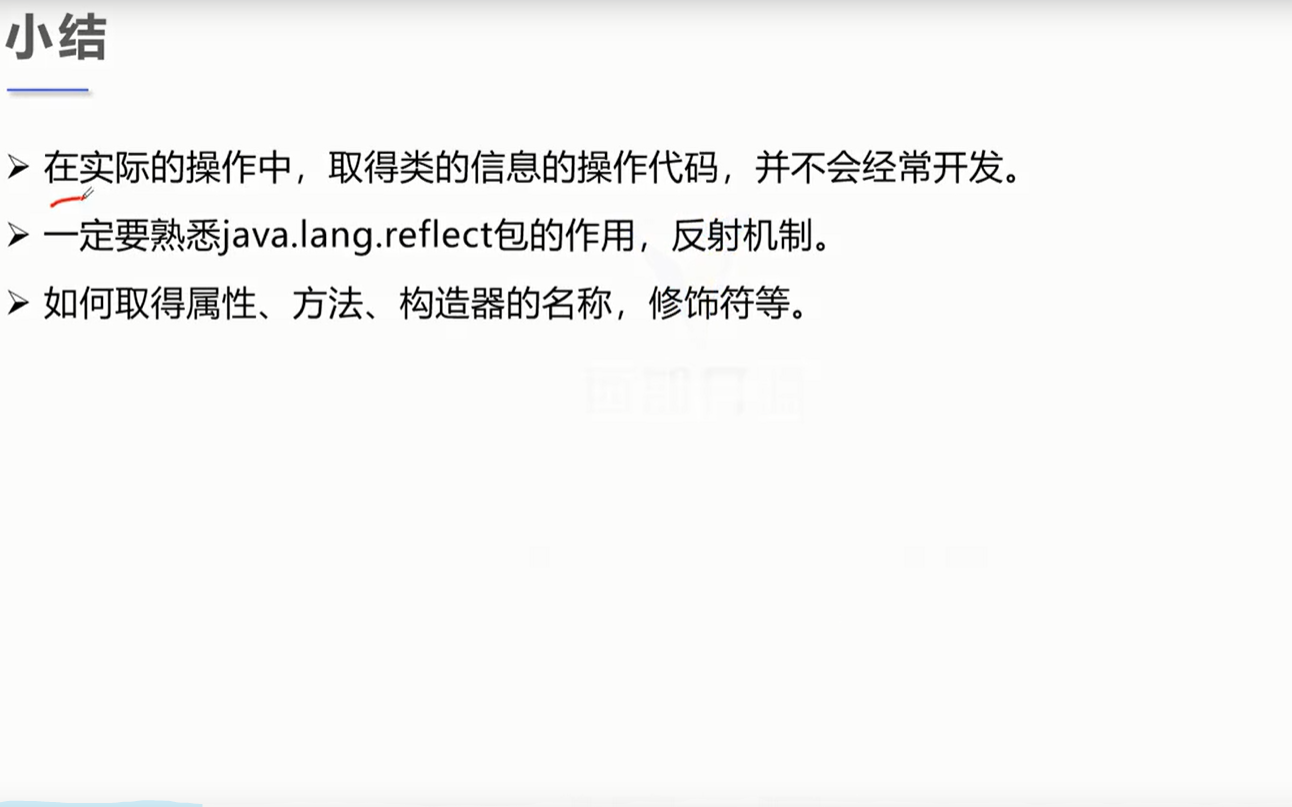 小结
在实际的操作中，取得类的信息的操作代码，并不会经常开发。
一定要熟悉java.lang.reflect包的作用，反射机制。
如何取得属性、方法、构造器的名称，修饰符等。